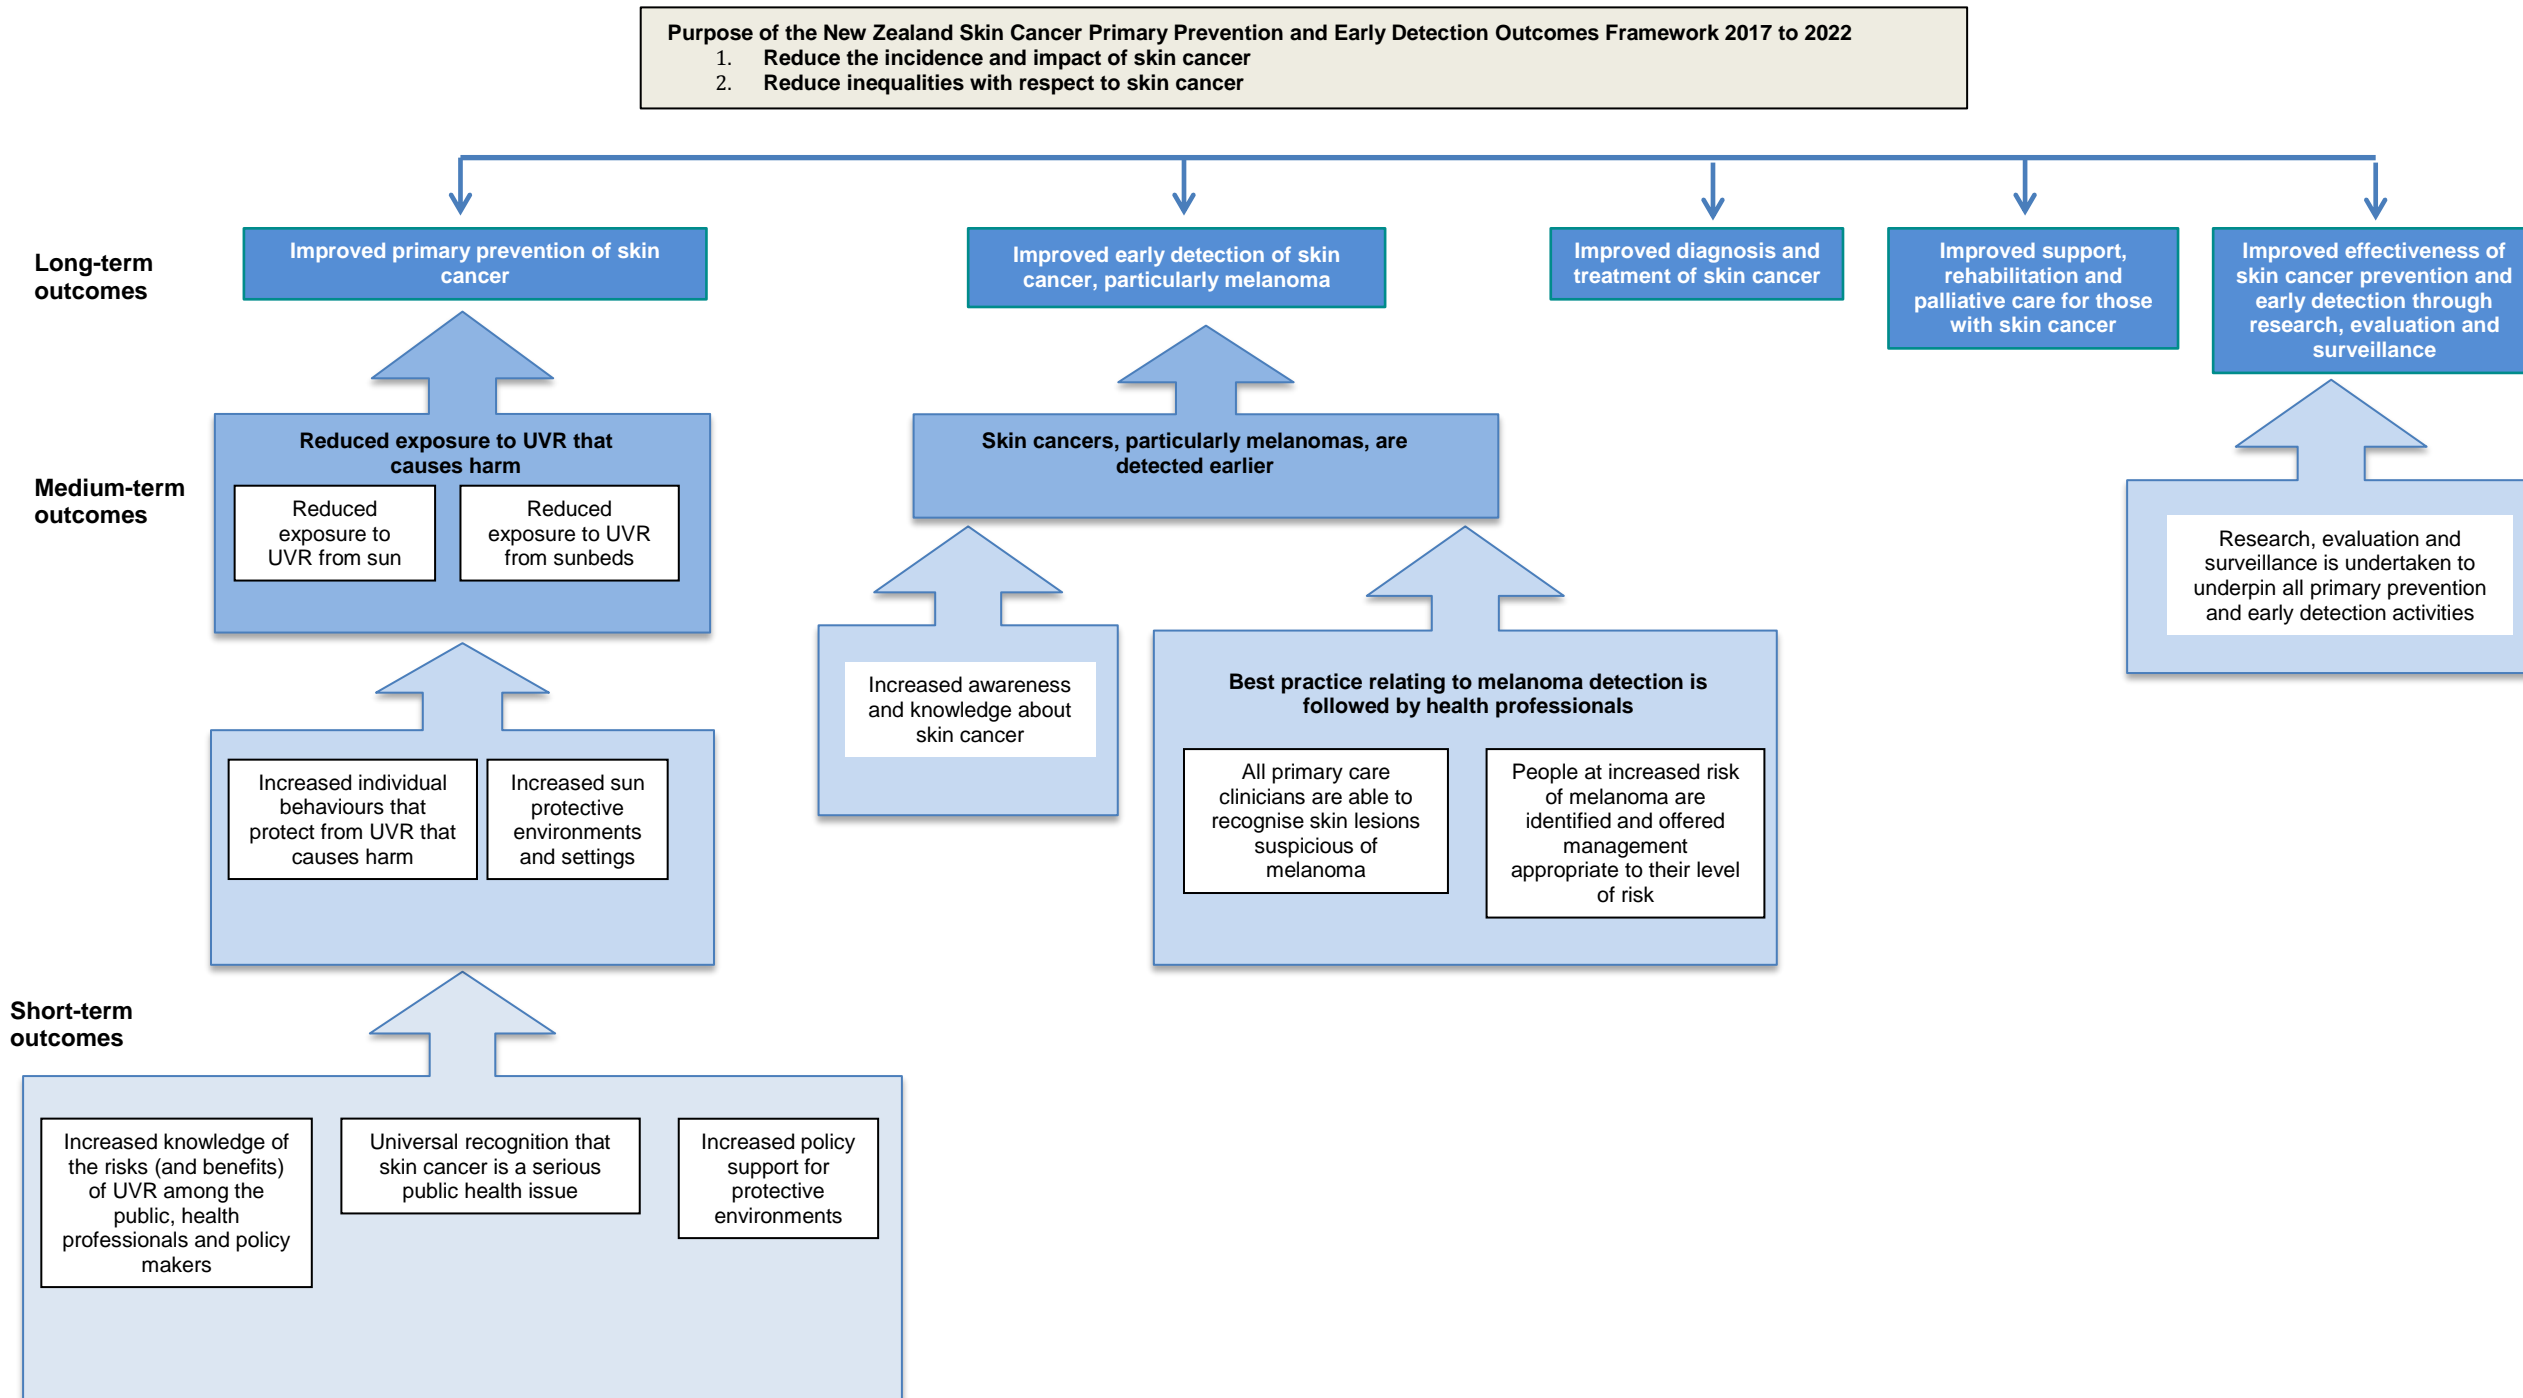 Purpose of the New Zealand Skin Cancer Primary Prevention and Early Detection Outcomes Framework 2017 to 2022
1. Reduce the incidence and impact of skin cancer
2. Reduce inequalities with respect to skin cancer
Long-term
outcomes
Improved primary prevention of skin
cancer
Improved early detection of skin
cancer, particularly melanoma
Improved diagnosis and
treatment of skin cancer
Improved support,
rehabilitation and
palliative care for those
with skin cancer
Improved effectiveness of
skin cancer prevention and
early detection through
research, evaluation and
surveillance
Medium-term
outcomes
Reduced exposure to UVR that
causes harm
Reduced
exposure to
UVR from sun
Reduced
exposure to UVR
from sunbeds
Skin cancers, particularly melanomas, are
detected earlier
Research, evaluation and
surveillance is undertaken to
underpin all primary prevention
and early detection activities
Increased individual
behaviours that
protect from UVR that
causes harm
Increased sun
protective
environments
and settings
Increased awareness
and knowledge about
skin cancer
Best practice relating to melanoma detection is
followed by health professionals
All primary care
clinicians are able to
recognise skin lesions
suspicious of
melanoma
People at increased risk
of melanoma are
identified and offered
management
appropriate to their level
of risk
Short-term
outcomes
Increased knowledge of
the risks (and benefits)
of UVR among the
public, health
professionals and policy
makers
Universal recognition that
skin cancer is a serious
public health issue
Increased policy
support for
protective
environments